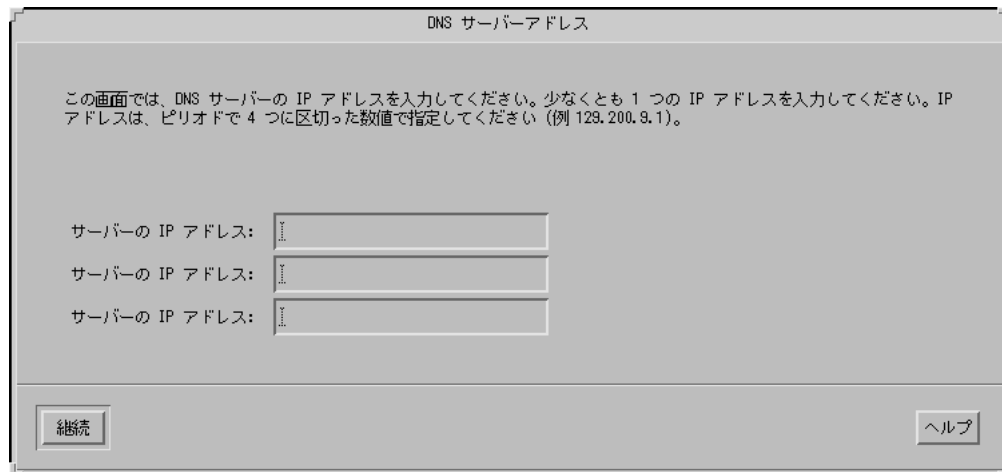 DNS サーバーアドレス
この画面では、DNS サーバーの IP アドレスを入力してください。少なくとも 1 つの IP アドレスを入力してください。IP
アドレスは、ピリオドで 4 つに区切った数値で指定してください (例 129.200.9.1)。
サーバーの IP アドレス:
サーバーの IP アドレス:
サーバーの IP アドレス:
継続
ヘルプ